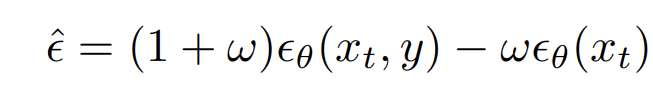 ϵ̂ = (1 + ω)ϵ_θ(x_t, y) − ωϵ_θ(x_t)